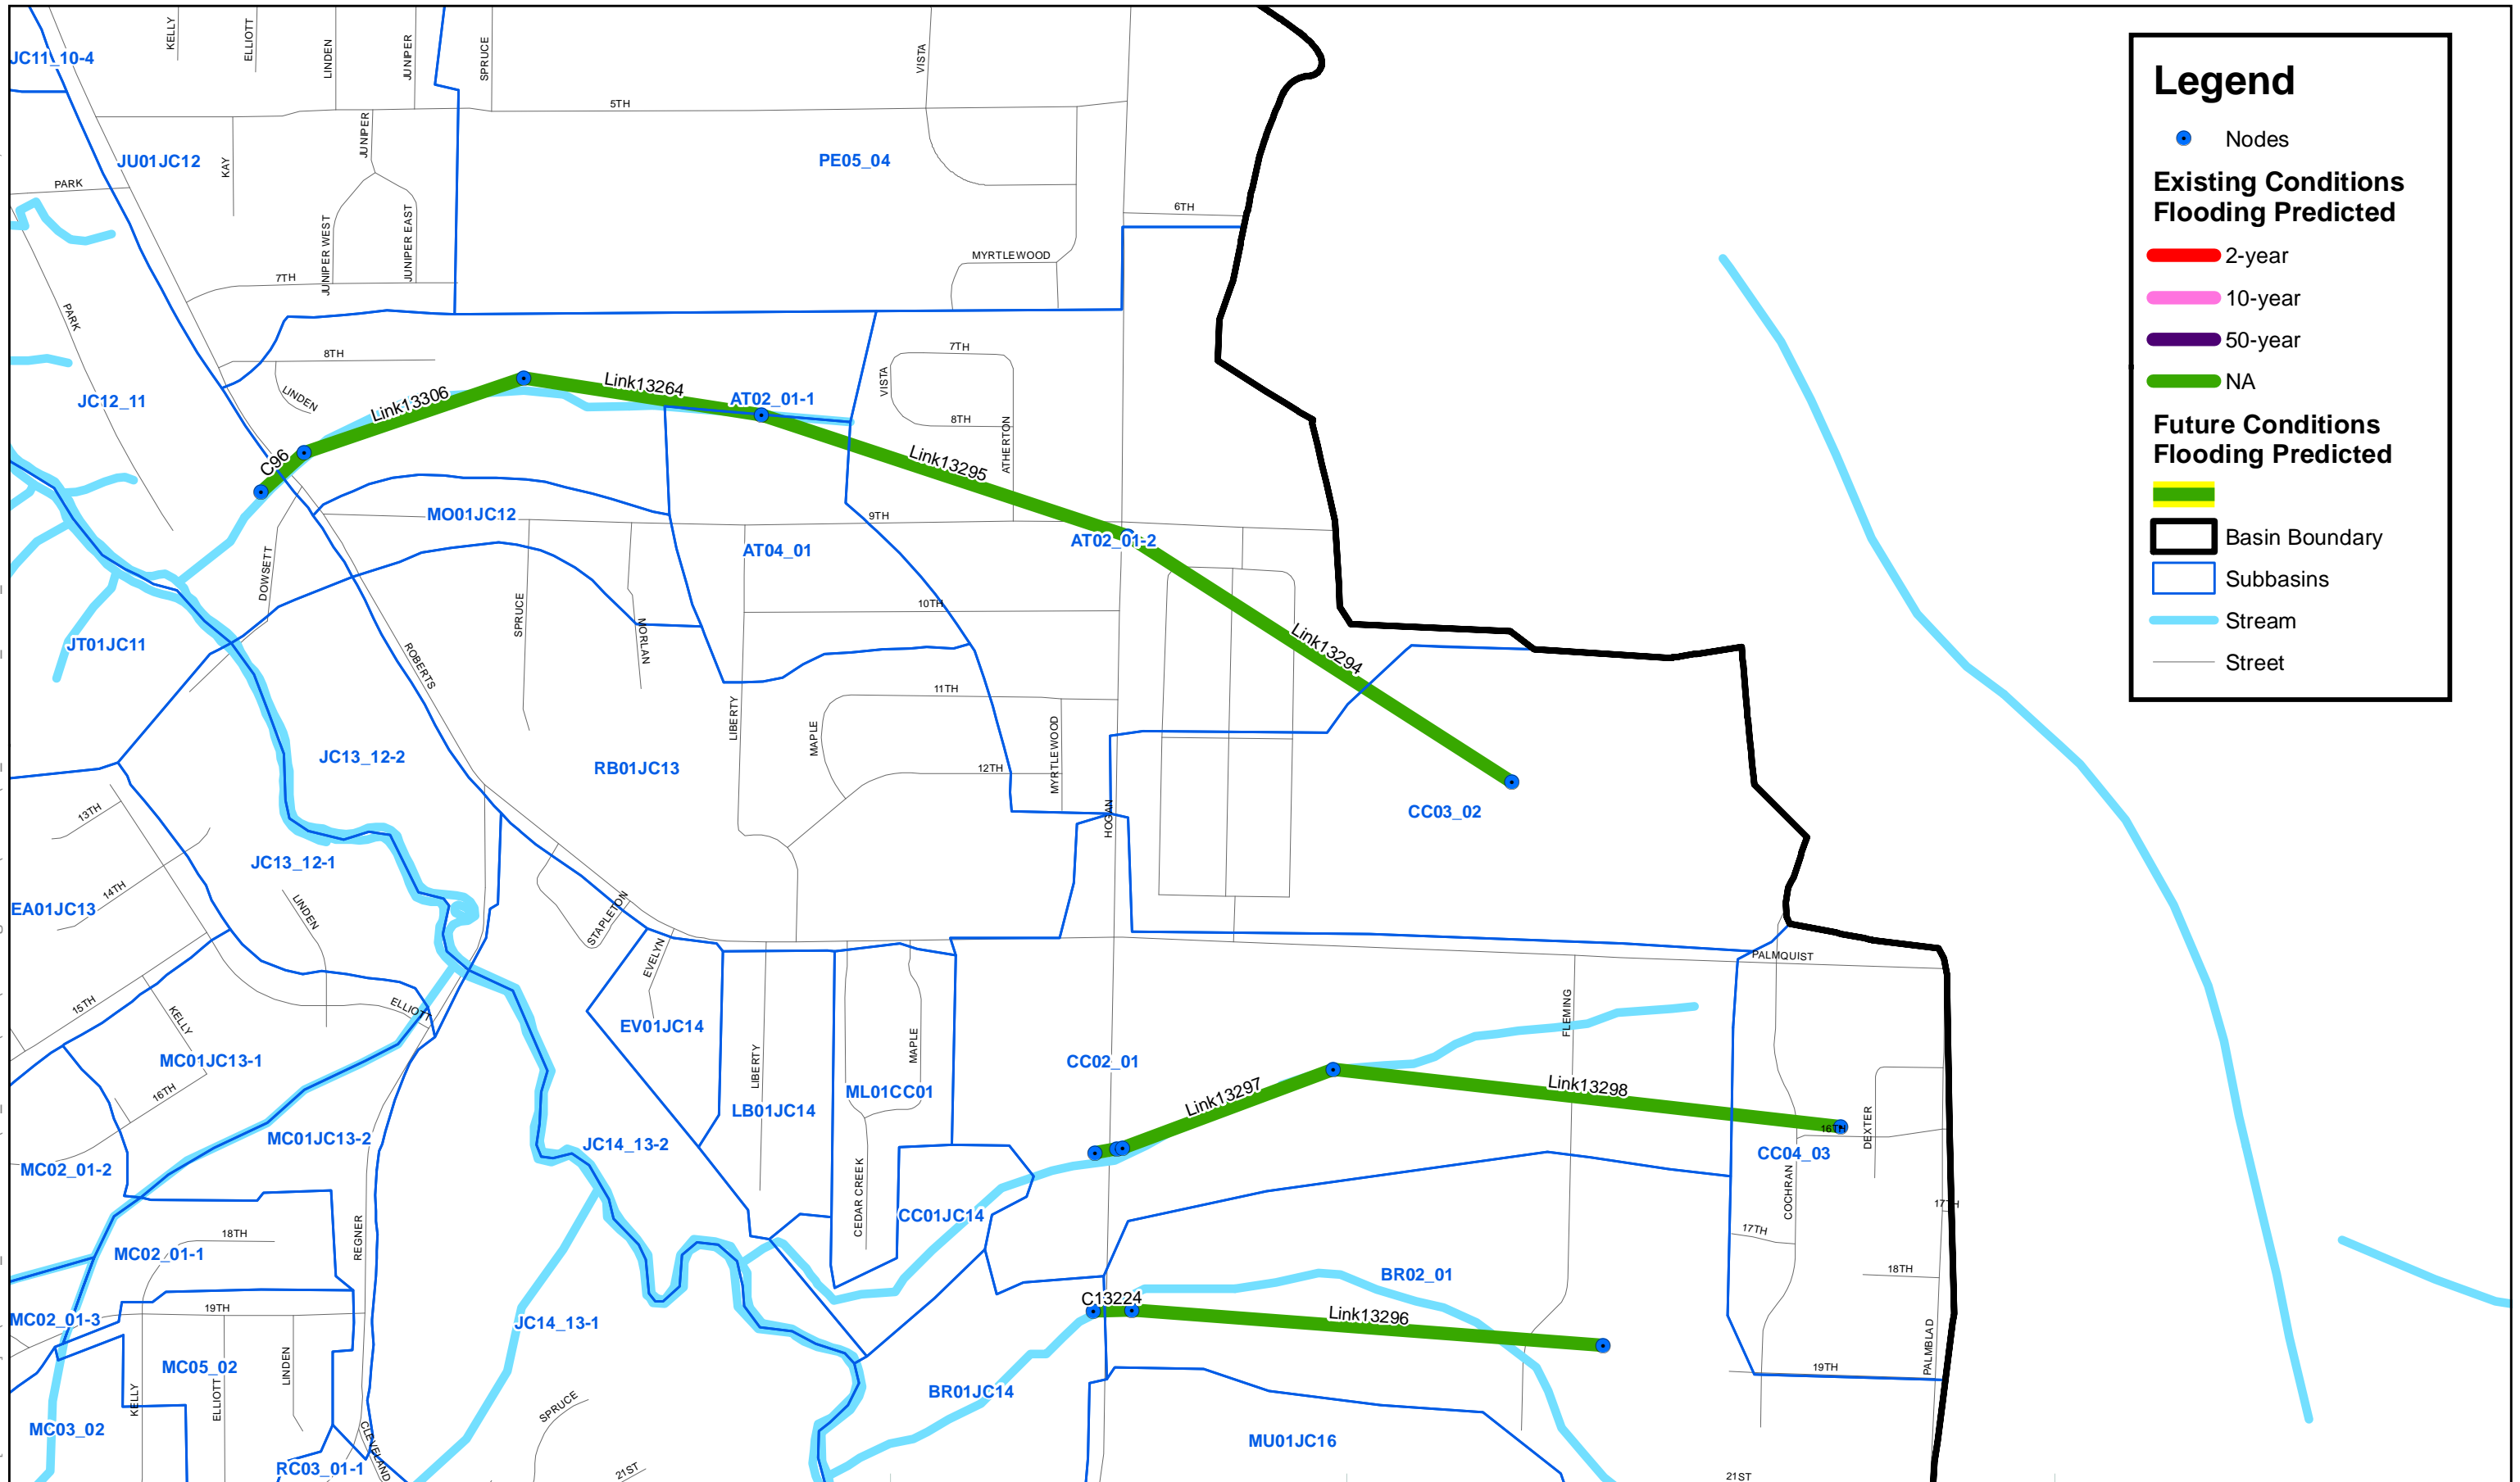 KELLY
ELLIOTT
LINDEN
JUNIPER
SPRUCE
VISTA
JC11_10-4
5TH
JU01JC12
KAY
JUNIPER
PE05_04
PARK
6TH
JUNIPER WEST
JUNIPER EAST
MYRTLEWOOD
7TH
PARK
8TH
7TH
VISTA
LINDEN
Link13306
Link13264
AT02_01-1
JC12_11
8TH
ATHERTON
C96
Link13295
MO01JC12
9TH
AT04_01
AT02_01-2
DOWSETT
SPRUCE
10TH
MORLAN
JT01JC11
ROBERTS
Link13294
11TH
LIBERTY
MAPLE
MYRTLEWOOD
JC13_12-2
RB01JC13
12TH
HOGAN
CC03_02
13TH
JC13_12-1
14TH
EA01JC13
LINDEN
STAPLETON
EVELYN
PALMQUIST
15TH
ELLIOTT
KELLY
EV01JC14
FLEMING
MC01JC13-1
LIBERTY
MAPLE
CC02_01
16TH
ML01CC01
Link13297
Link13298
LB01JC14
MC01JC13-2
JC14_13-2
16TH
DEXTER
CC04_03
MC02_01-2
CEDAR CREEK
COCHRAN
CC01JC14
17TH
17TH
18TH
REGNER
MC02_01-1
BR02_01
18TH
C13224
19TH
MC02_01-3
JC14_13-1
Link13296
PALMBLAD
MC05_02
LINDEN
19TH
KELLY
ELLIOTT
BR01JC14
SPRUCE
MC03_02
CLEVELAND
MU01JC16
RC03_01-1
21ST
21ST
Legend
Nodes
Existing Conditions
Flooding Predicted
2-year
10-year
50-year
NA
Future Conditions
Flooding Predicted
Basin Boundary
Subbasins
Stream
Street